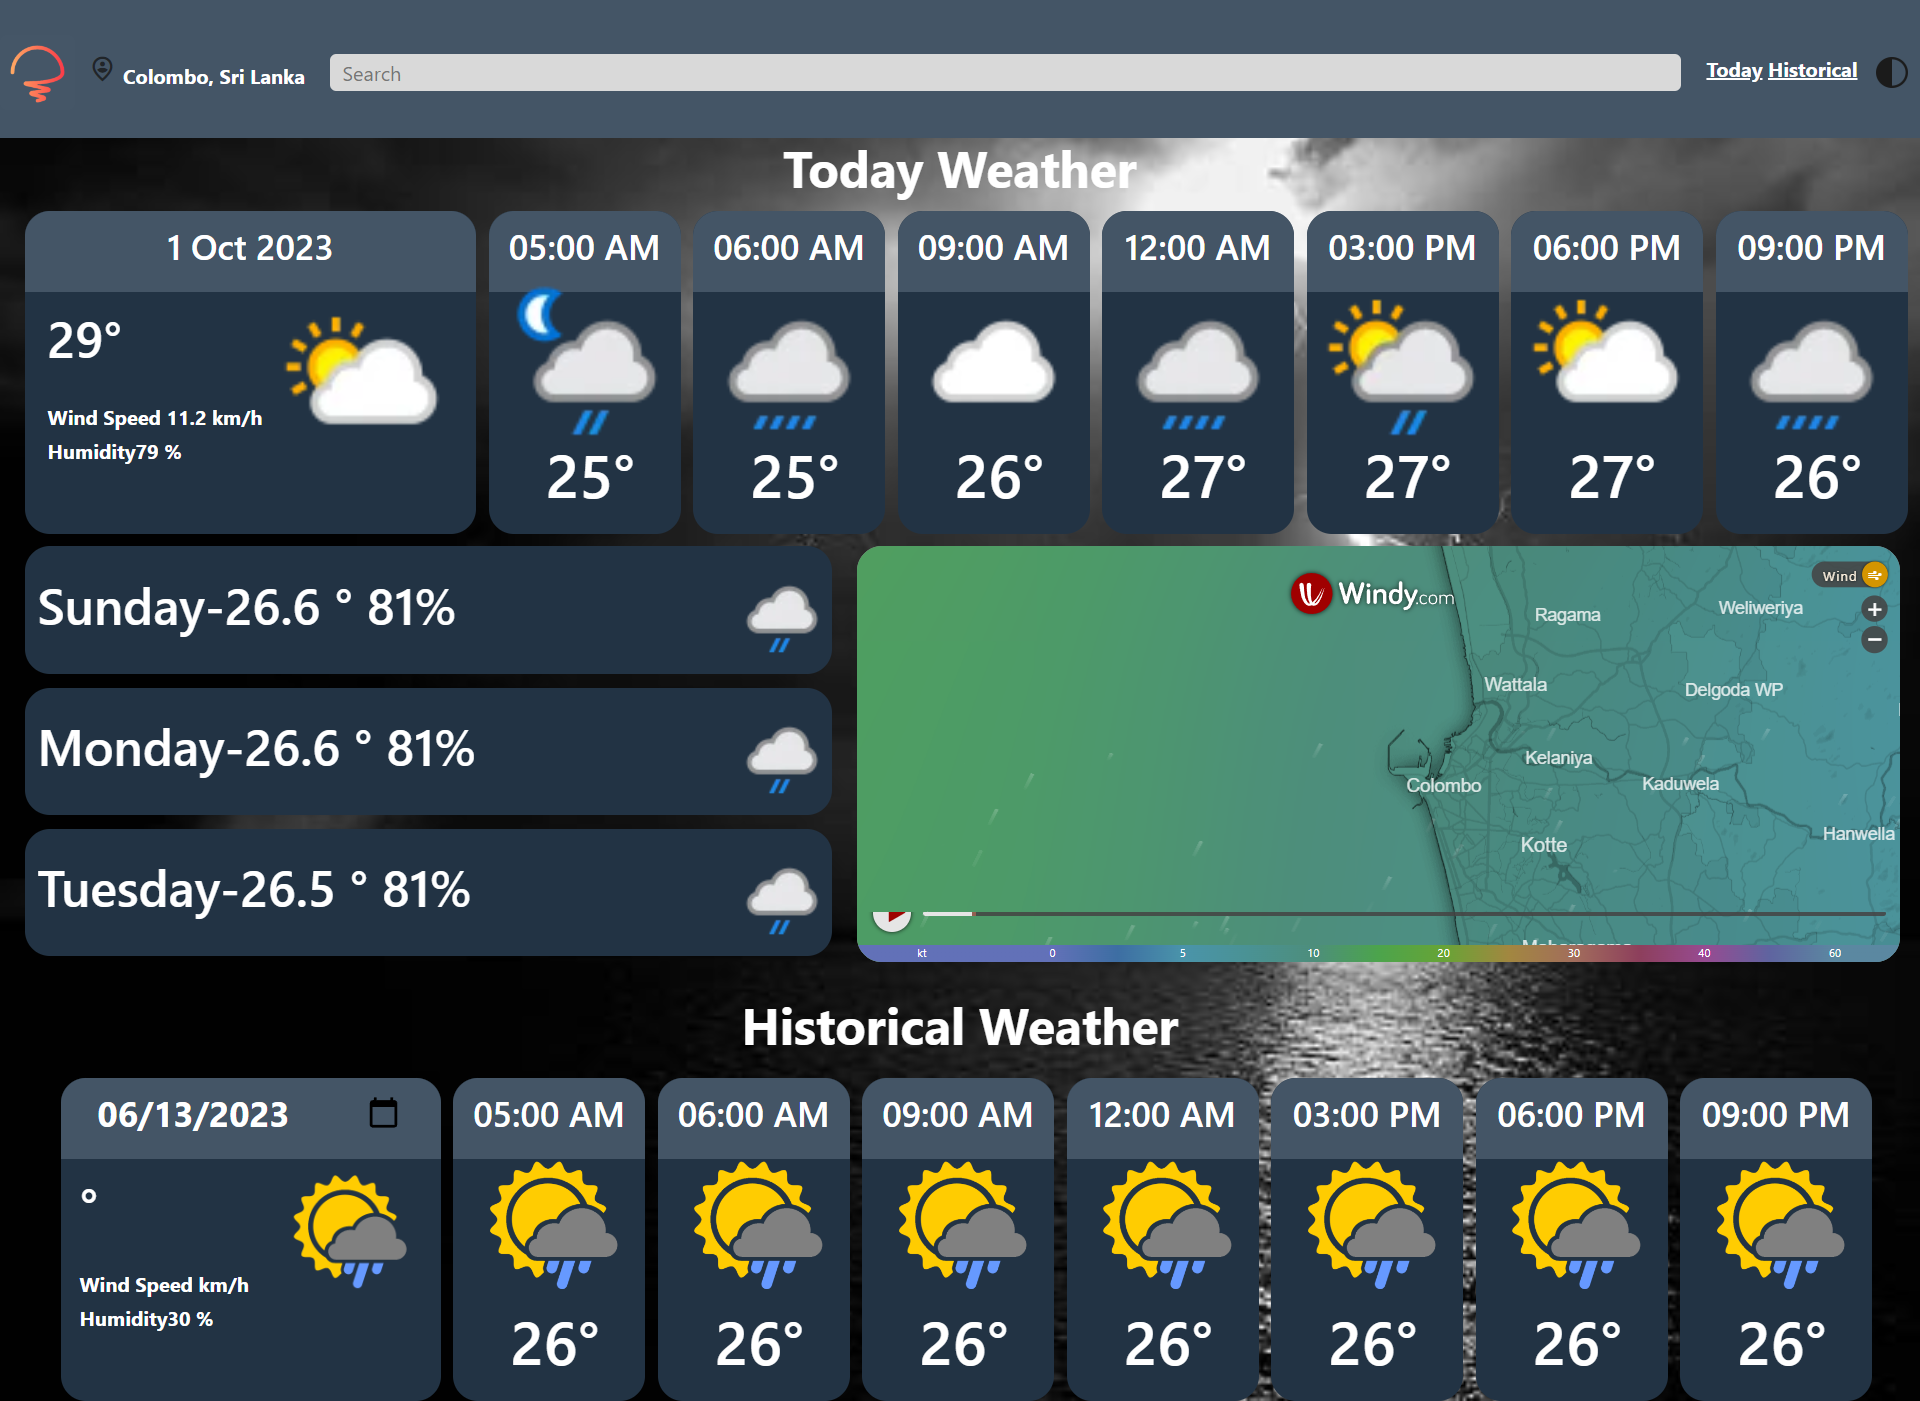 Colombo, Sri Lanka
Search
Today Historical
Today Weather
1 Oct 2023
29°
Wind Speed 11.2 km/h
Humidity79 %
05:00 AM
25°
06:00 AM
25°
09:00 AM
26°
12:00 AM
27°
03:00 PM
27°
06:00 PM
27°
09:00 PM
26°
Sunday-26.6 ° 81%
Monday-26.6 ° 81%
Tuesday-26.5 ° 81%
Windy.com
Wind
+
−
Ragama
Weliweriya
Wattala
Delgoda WP
Kelaniya
Colombo
Kaduwela
Hanwella
Kotte
kt 0 5 10 20 30 40 60
Historical Weather
06/13/2023
°
Wind Speed km/h
Humidity30 %
05:00 AM
26°
06:00 AM
26°
09:00 AM
26°
12:00 AM
26°
03:00 PM
26°
06:00 PM
26°
09:00 PM
26°